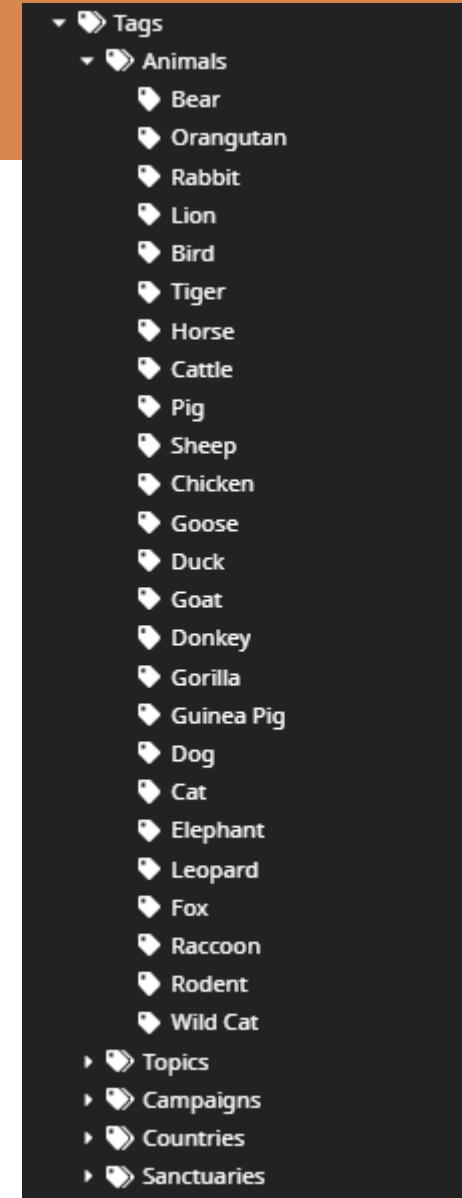 Tags
Animals
Bear
Orangutan
Rabbit
Lion
Bird
Tiger
Horse
Cattle
Pig
Sheep
Chicken
Goose
Duck
Goat
Donkey
Gorilla
Guinea Pig
Dog
Cat
Elephant
Leopard
Fox
Raccoon
Rodent
Wild Cat
Topics
Campaigns
Countries
Sanctuaries